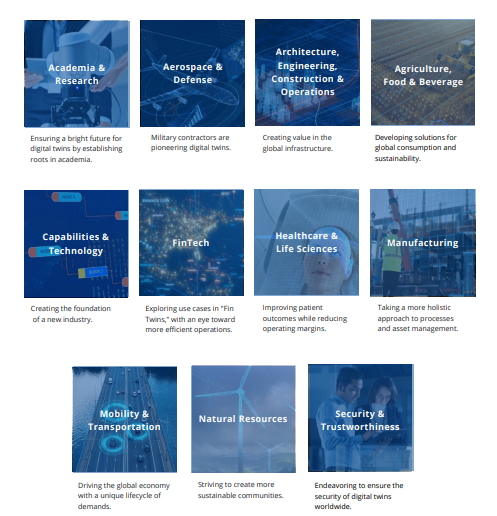 Academia &
Research
Ensuring a bright future for
digital twins by establishing
roots in academia.
Aerospace &
Defense
Military contractors are
pioneering digital twins.
Architecture,
Engineering,
Construction &
Operations
Creating value in the
global infrastructure.
Agriculture,
Food & Beverage
Developing solutions for
global consumption and
sustainability.
Capabilities &
Technology
Creating the foundation
of a new industry.
FinTech
Exploring use cases in "Fin
Twins," with an eye toward
more efficient operations.
Healthcare &
Life Sciences
Improving patient
outcomes while reducing
operating margins.
Manufacturing
Taking a more holistic
approach to processes
and asset management.
Mobility &
Transportation
Driving the global economy
with a unique lifecycle of
demands.
Natural Resources
Striving to create more
sustainable communities.
Security &
Trustworthiness
Endeavoring to ensure the
security of digital twins
worldwide.